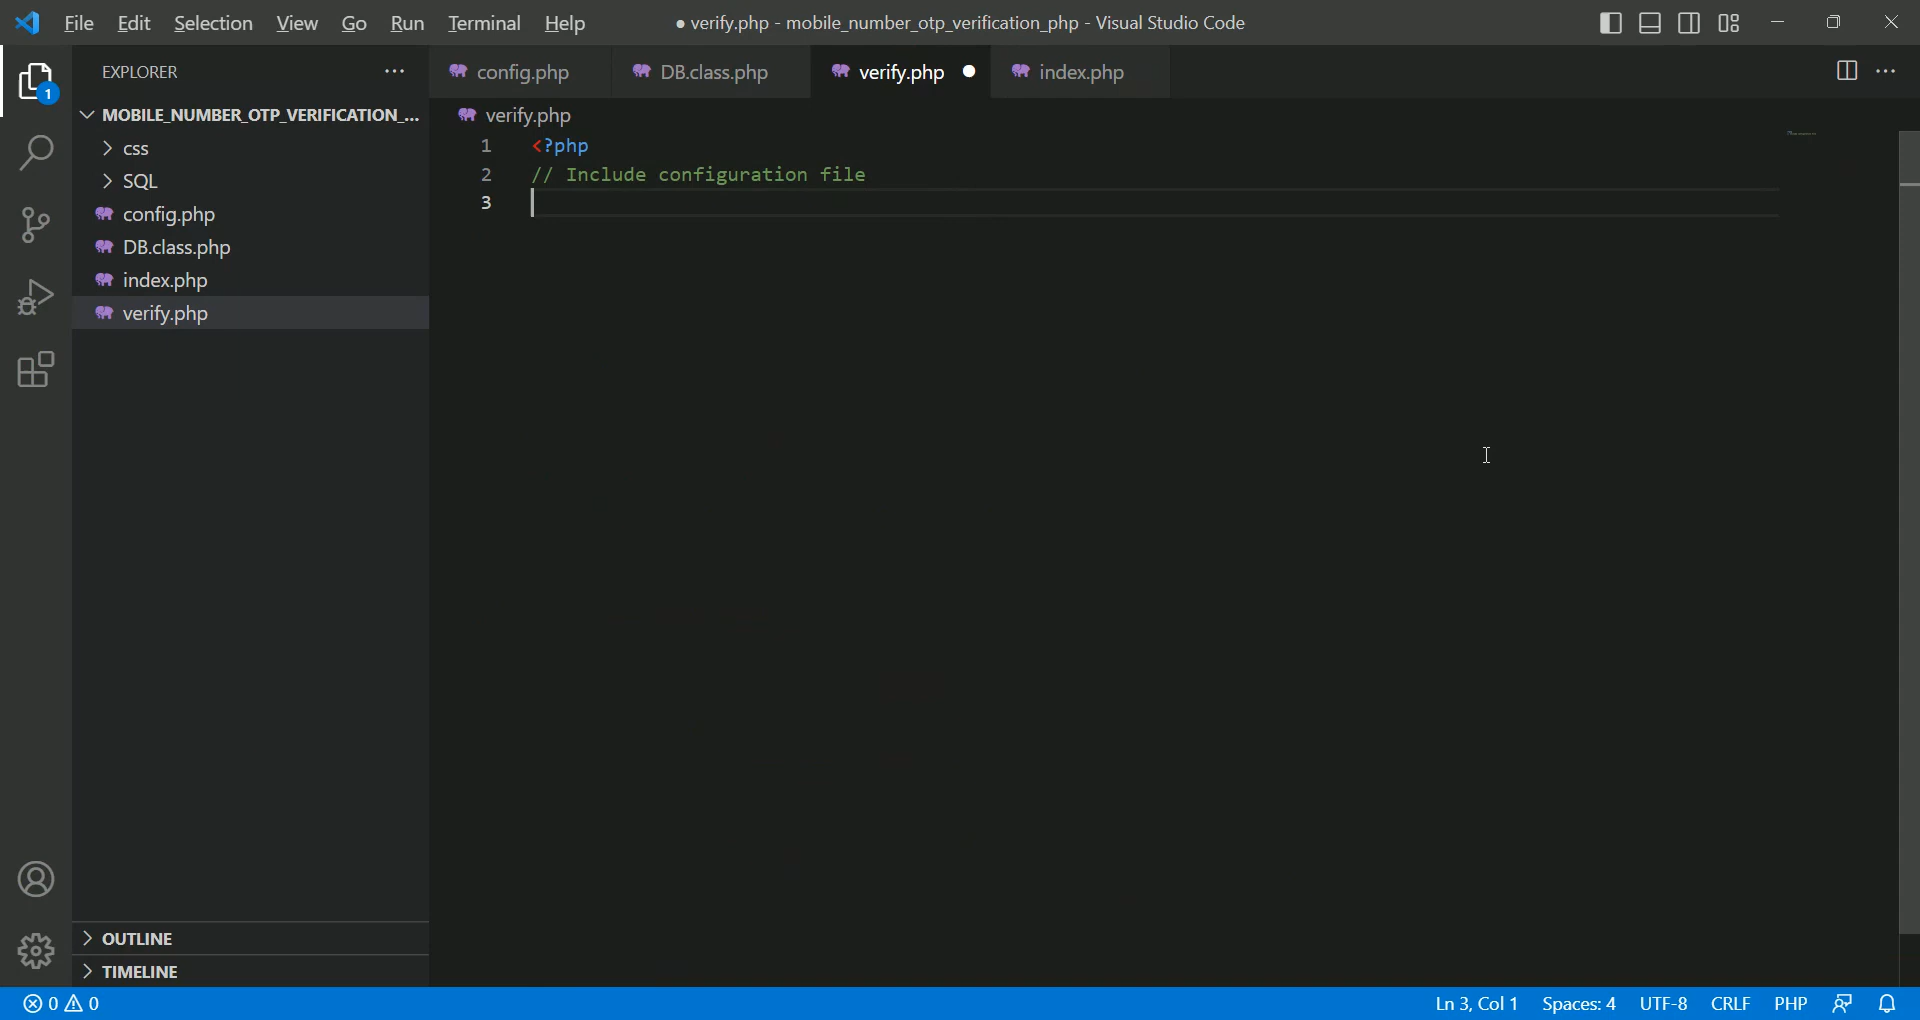 File Edit Selection View Go Run Terminal Help ● verify.php - mobile_number_otp_verification_php - Visual Studio Code
EXPLORER ···
1
config.php DB.class.php verify.php ● index.php
MOBILE_NUMBER_OTP_VERIFICATION_...
verify.php
> css
> SQL
config.php
DB.class.php
index.php
verify.php
1 <?php
2 // Include configuration file
3
> OUTLINE
> TIMELINE
0 0 Ln 3, Col 1 Spaces: 4 UTF-8 CRLF PHP